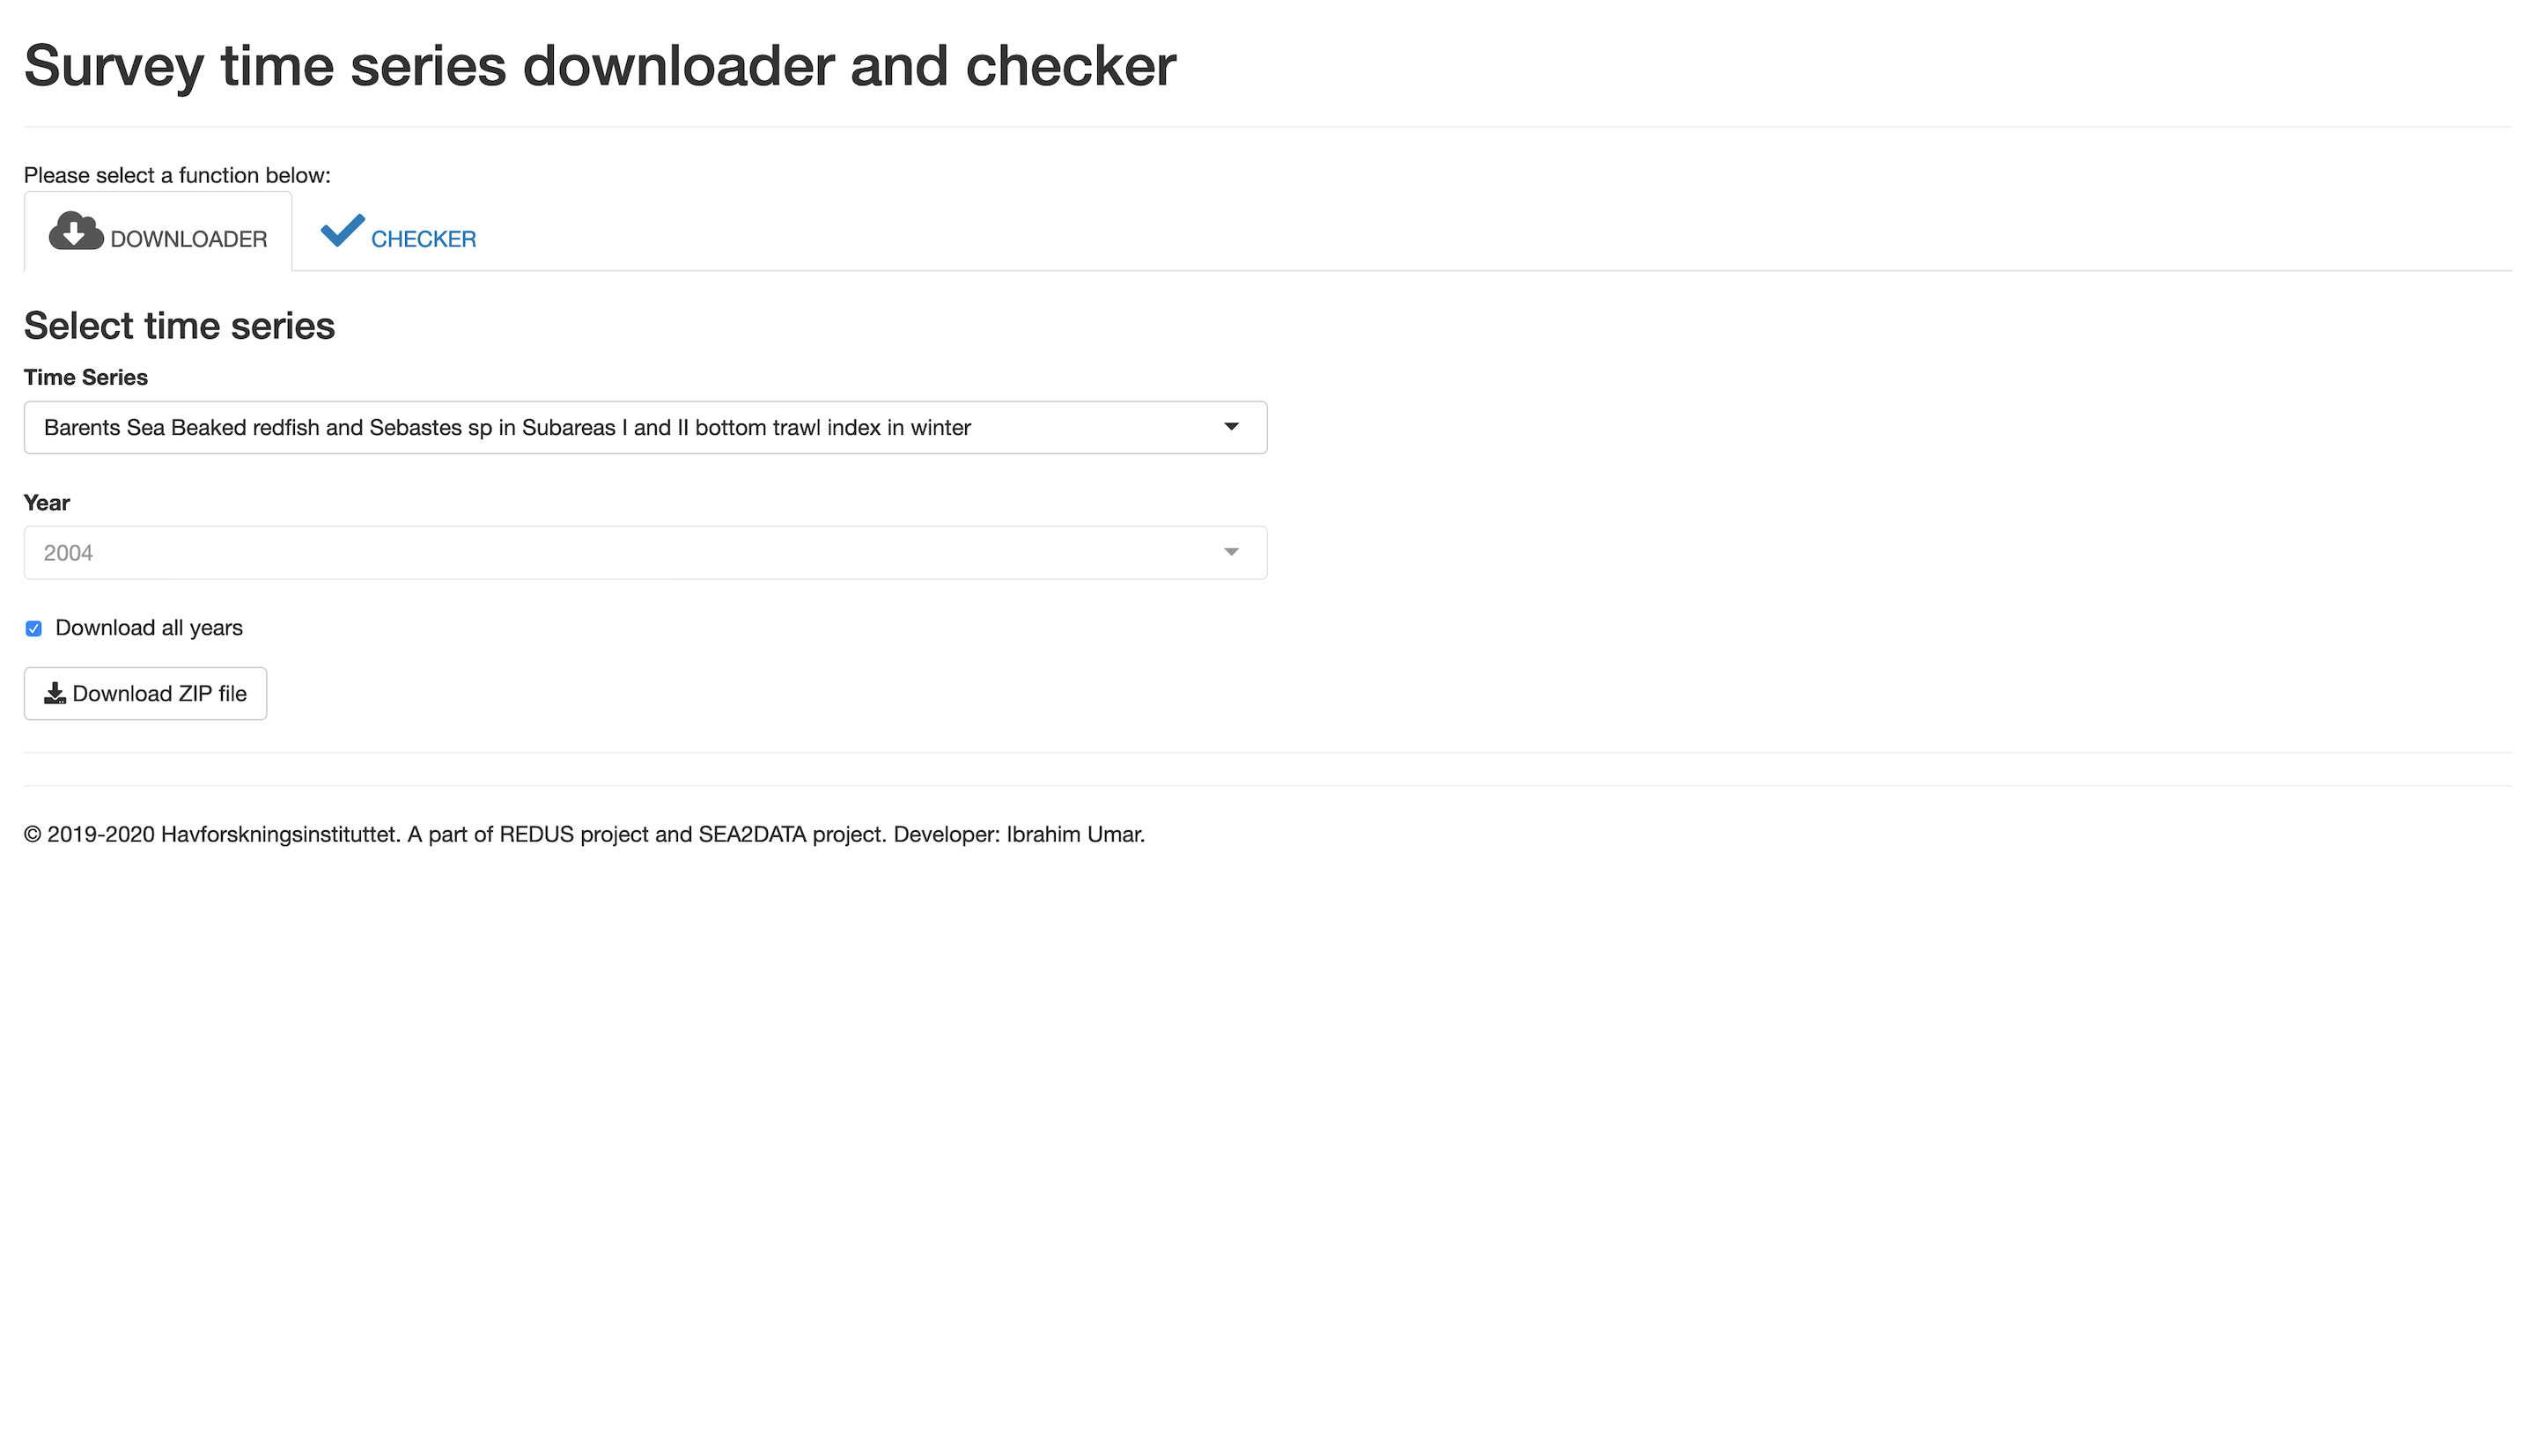 Survey time series downloader and checker
Please select a function below:
DOWNLOADER
CHECKER
Select time series
Time Series
Barents Sea Beaked redfish and Sebastes sp in Subareas I and II bottom trawl index in winter
Year
2004
Download all years
Download ZIP file
© 2019-2020 Havforskningsinstituttet. A part of REDUS project and SEA2DATA project. Developer: Ibrahim Umar.